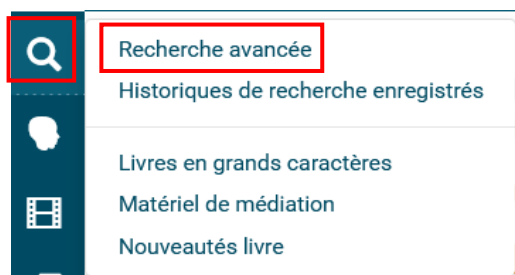 Recherche avancée
Historiques de recherche enregistrés
Livres en grands caractères
Matériel de médiation
Nouveautés livre